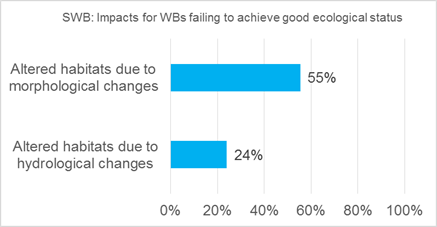 SWB: Impacts for WBs failing to achieve good ecological status
Altered habitats due to
morphological changes
55%
Altered habitats due to
hydrological changes
24%
0% 20% 40% 60% 80% 100%